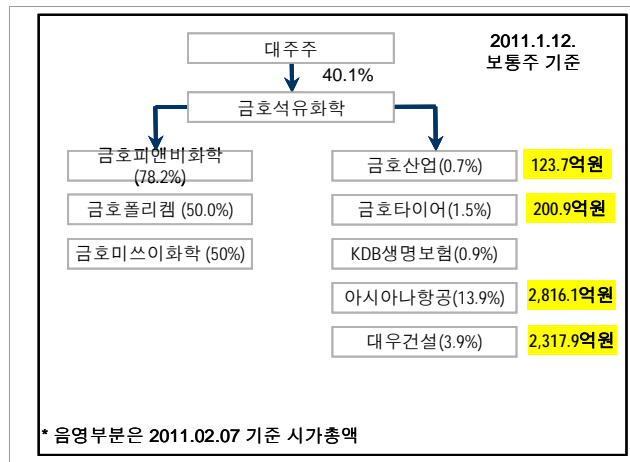 대주주
2011.1.12.
보통주 기준
40.1%
금호석유화학
금호피앤비화학
(78.2%)
금호산업(0.7%)
123.7억원
금호폴리켐 (50.0%)
금호타이어(1.5%)
200.9억원
금호미쓰이화학 (50%)
KDB생명보험(0.9%)
아시아나항공(13.9%)
2,816.1억원
대우건설(3.9%)
2,317.9억원
* 음영부분은 2011.02.07 기준 시가총액